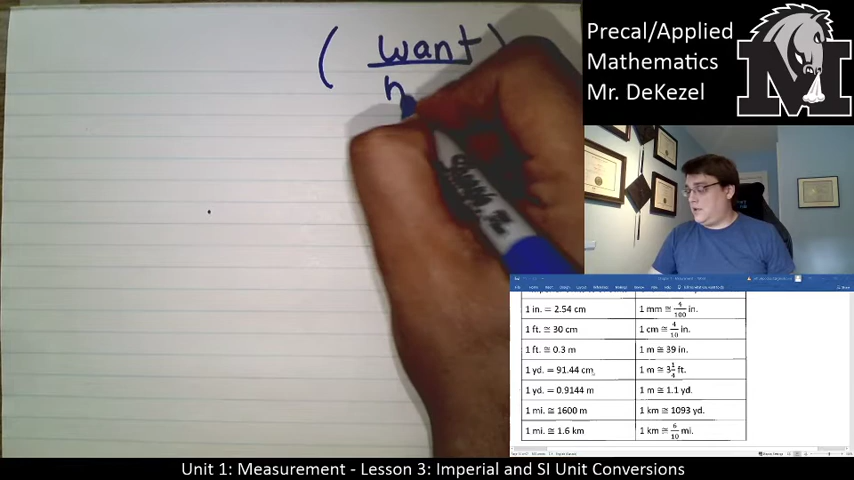 ( want )
h
Precal/Applied
Mathematics
Mr. DeKezel
M
1 in. = 2.54 cm	1 mm ≅ 4/100 in.
1 ft. ≅ 30 cm	1 cm ≅ 4/10 in.
1 ft. ≅ 0.3 m	1 m ≅ 39 in.
1 yd. = 91.44 cm	1 m ≅ 3 1/4 ft.
1 yd. = 0.9144 m	1 m ≅ 1.1 yd.
1 mi. ≅ 1600 m	1 km ≅ 1093 yd.
1 mi. ≅ 1.6 km	1 km ≅ 6/10 mi.
Unit 1: Measurement - Lesson 3: Imperial and SI Unit Conversions